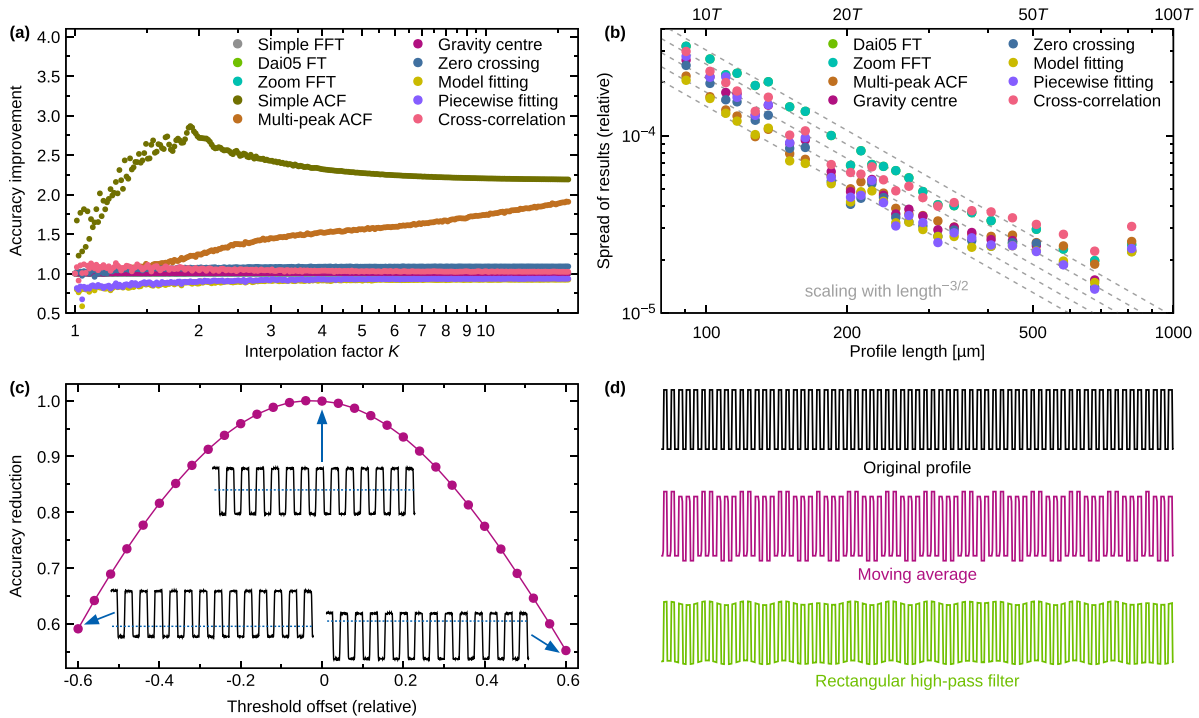 (a)
4.0
3.5
3.0
2.5
2.0
1.5
1.0
0.5
Accuracy improvement
Simple FFT
Dai05 FT
Zoom FFT
Simple ACF
Multi-peak ACF
Gravity centre
Zero crossing
Model fitting
Piecewise fitting
Cross-correlation
1 2 3 4 5 6 7 8 9 10
Interpolation factor K
(b)
10T 20T 50T 100T
Dai05 FT
Zoom FFT
Multi-peak ACF
Gravity centre
Zero crossing
Model fitting
Piecewise fitting
Cross-correlation
10−4
10−5
Spread of results (relative)
scaling with length−3/2
100 200 500 1000
Profile length [µm]
(c)
1.0
0.9
0.8
0.7
0.6
Accuracy reduction
-0.6 -0.4 -0.2 0 0.2 0.4 0.6
Threshold offset (relative)
(d)
Original profile
Moving average
Rectangular high-pass filter